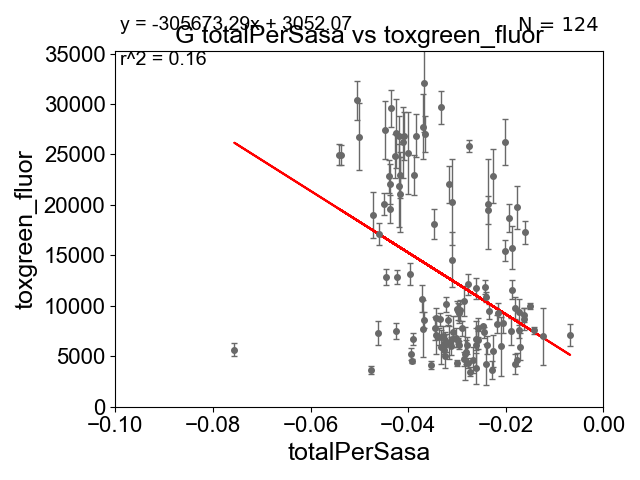 y = -305673.29x + 3052.07
N = 124
G totalPerSasa vs toxgreen_fluor
r^2 = 0.16
toxgreen_fluor
35000
30000
25000
20000
15000
10000
5000
0
−0.10 −0.08 −0.06 −0.04 −0.02 0.00
totalPerSasa